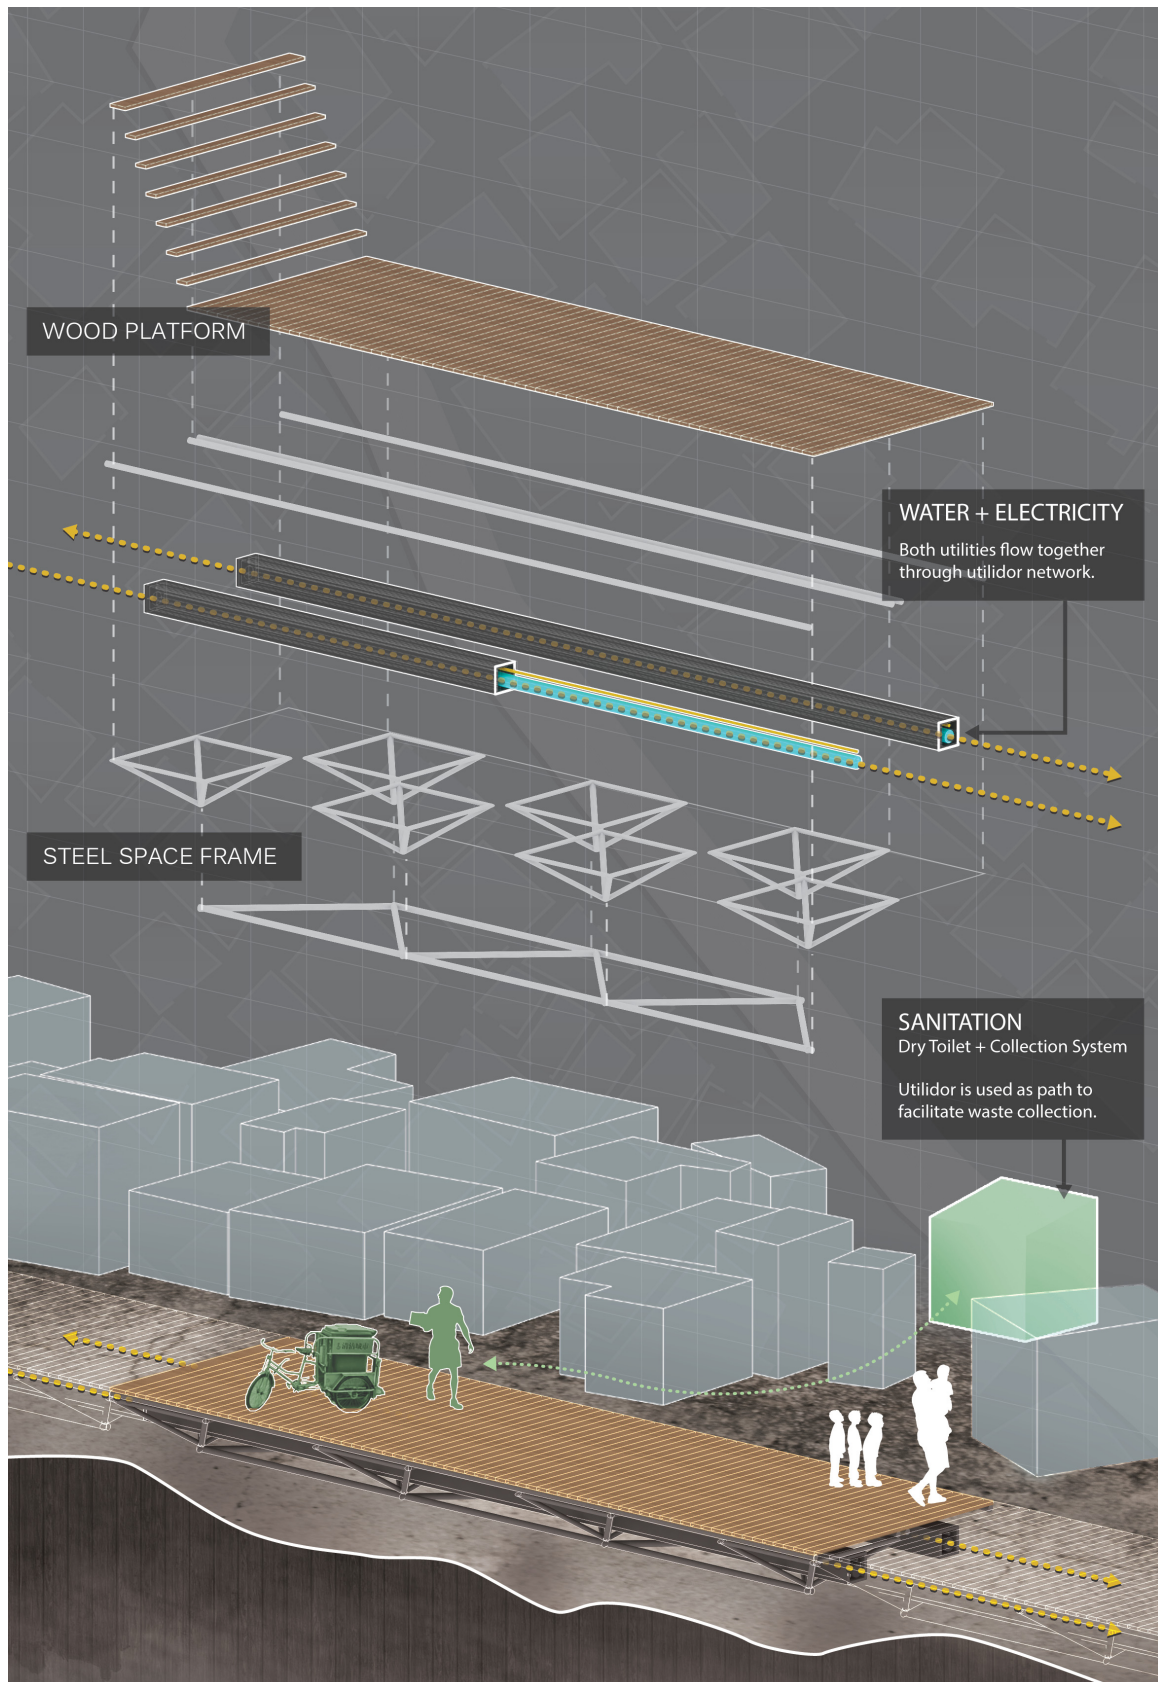 WOOD PLATFORM
WATER + ELECTRICITY
Both utilities flow together
through utilidor network.
STEEL SPACE FRAME
SANITATION
Dry Toilet + Collection System
Utilidor is used as path to
facilitate waste collection.